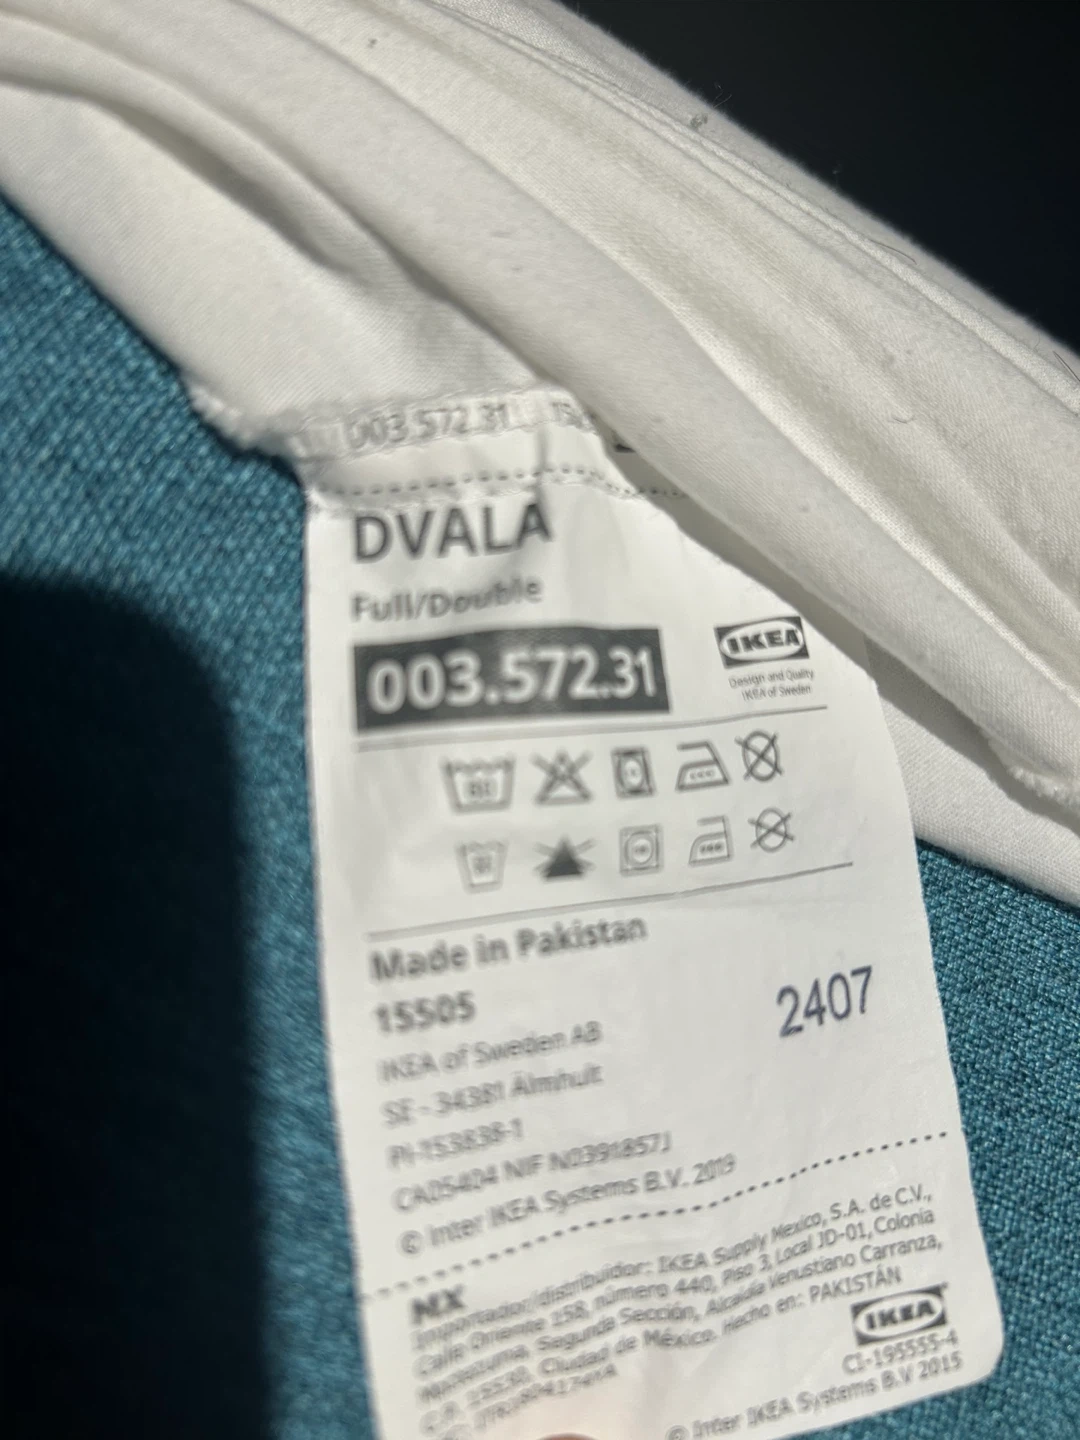 003.572.31
DVALA
Full/Double
003.572.31
IKEA
Design and Quality
IKEA of Sweden
Made in Pakistan
15505
2407
IKEA of Sweden AB
SE - 34381 Älmhult
PI-153838-1
CA05404 NIF N0391857J
© Inter IKEA Systems B.V. 2019
MX
Importador/distribuidor: IKEA Supply Mexico, S.A. de C.V.,
Calle Oriente 158, número 440, Piso 3, Local JD-01, Colonia
Moctezuma, Segunda Sección, Alcaldía Venustiano Carranza,
C.P. 15530, Ciudad de México. Hecho en: PAKISTÁN
IKEA
CI-195555-4
© Inter IKEA Systems B.V 2015